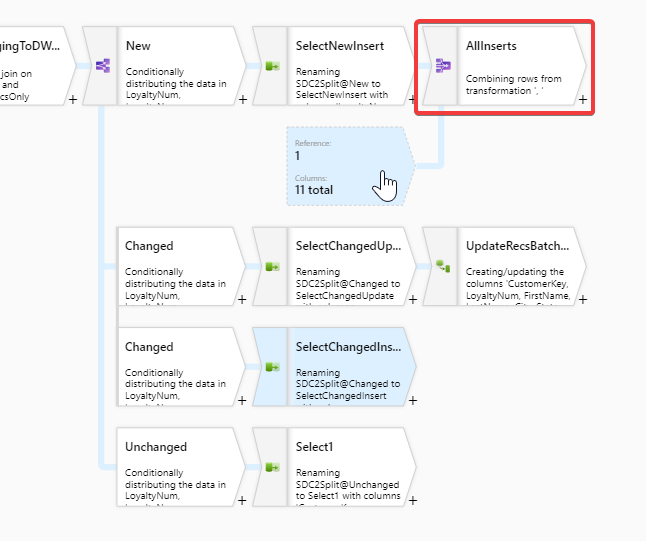 gingToDW...
join on
and
csOnly
+
New
Conditionally
distributing the data in
LoyaltyNum,
+
SelectNewInsert
Renaming
SDC2Split@New to
SelectNewInsert with
+
AllInserts
Combining rows from
transformation ', '
+
Reference:
1
Columns:
11 total
Changed
Conditionally
distributing the data in
LoyaltyNum,
+
SelectChangedUp...
Renaming
SDC2Split@Changed to
SelectChangedUpdate
+
UpdateRecsBatch...
Creating/updating the
columns 'CustomerKey,
LoyaltyNum, FirstName,
+
Changed
Conditionally
distributing the data in
LoyaltyNum,
+
SelectChangedIns...
Renaming
SDC2Split@Changed to
SelectChangedInsert
+
Unchanged
Conditionally
distributing the data in
LoyaltyNum,
+
Select1
Renaming
SDC2Split@Unchanged
to Select1 with columns
+